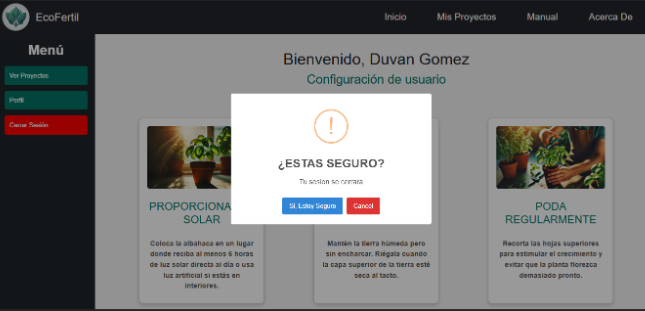 EcoFertil
Inicio
Mis Proyectos
Manual
Acerca De
Menú
Ver Proyectos
Perfil
Cerrar Sesión
Bienvenido, Duvan Gomez
Configuración de usuario
¿ESTAS SEGURO?
Tu sesion se cerrara
Si, Estoy Seguro
Cancel
PROPORCIONA
SOLAR
Coloca la albahaca en un lugar
donde reciba al menos 6 horas
de luz solar directa al día o usa
luz artificial si estás en
interiores.
Mantén la tierra húmeda pero
sin encharcar. Riégala cuando
la capa superior de la tierra esté
seca al tacto.
PODA
REGULARMENTE
Recorta las hojas superiores
para estimular el crecimiento y
evitar que la planta florezca
demasiado pronto.